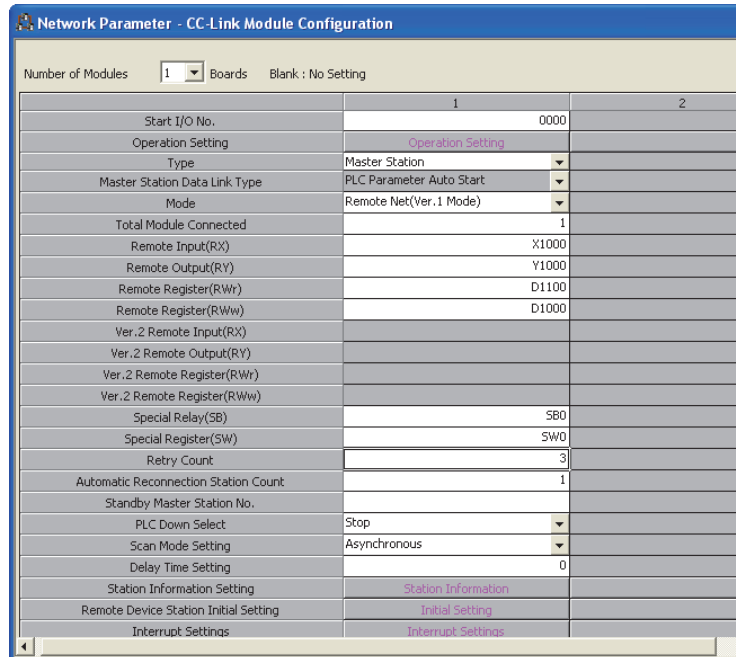 Network Parameter - CC-Link Module Configuration
Number of Modules 1 Boards Blank : No Setting
1 2
Start I/O No. 0000
Operation Setting Operation Setting
Type Master Station
Master Station Data Link Type PLC Parameter Auto Start
Mode Remote Net(Ver.1 Mode)
Total Module Connected 1
Remote Input(RX) X1000
Remote Output(RY) Y1000
Remote Register(RWr) D1100
Remote Register(RWw) D1000
Ver.2 Remote Input(RX)
Ver.2 Remote Output(RY)
Ver.2 Remote Register(RWr)
Ver.2 Remote Register(RWw)
Special Relay(SB) SB0
Special Register(SW) SW0
Retry Count 3
Automatic Reconnection Station Count 1
Standby Master Station No.
PLC Down Select Stop
Scan Mode Setting Asynchronous
Delay Time Setting 0
Station Information Setting Station Information
Remote Device Station Initial Setting Initial Setting
Interrupt Settings Interrupt Settings